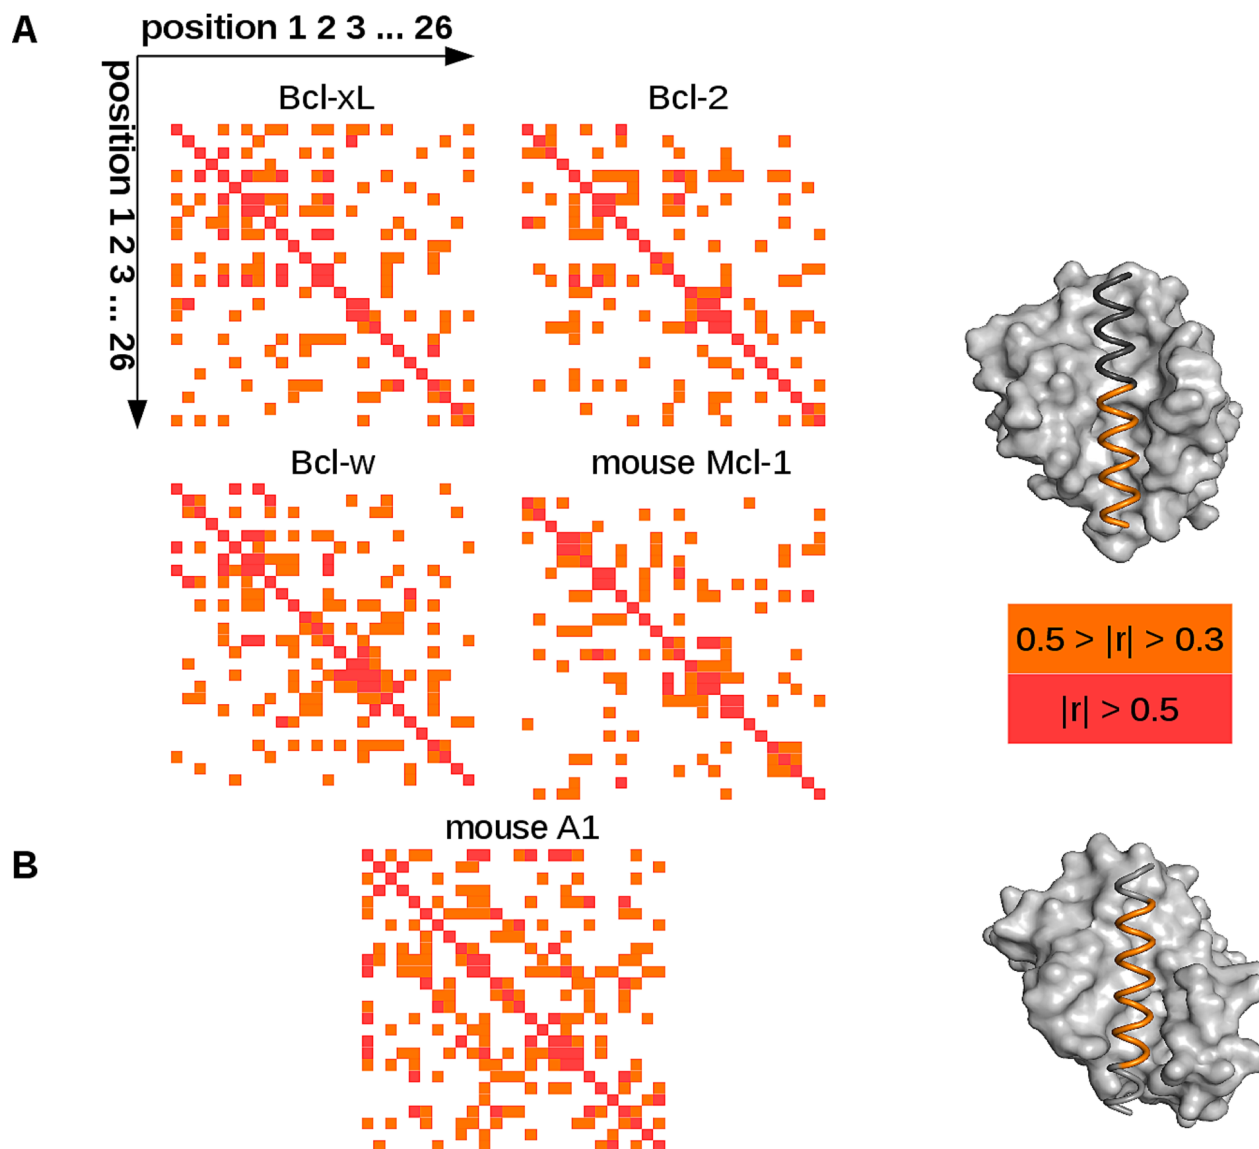 A
position 1 2 3 ... 26
position 1 2 3 ... 26
Bcl-xL
Bcl-2
Bcl-w
mouse Mcl-1
0.5 > |r| > 0.3
|r| > 0.5
mouse A1
B